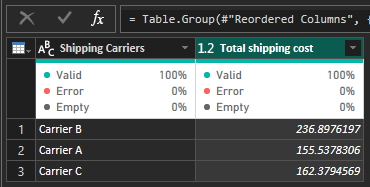 = Table.Group(#"Reordered Columns", {
ABC Shipping Carriers 1.2 Total shipping cost
Valid 100% Valid 100%
Error 0% Error 0%
Empty 0% Empty 0%
1 Carrier B 236.8976197
2 Carrier A 155.5378306
3 Carrier C 162.3794569